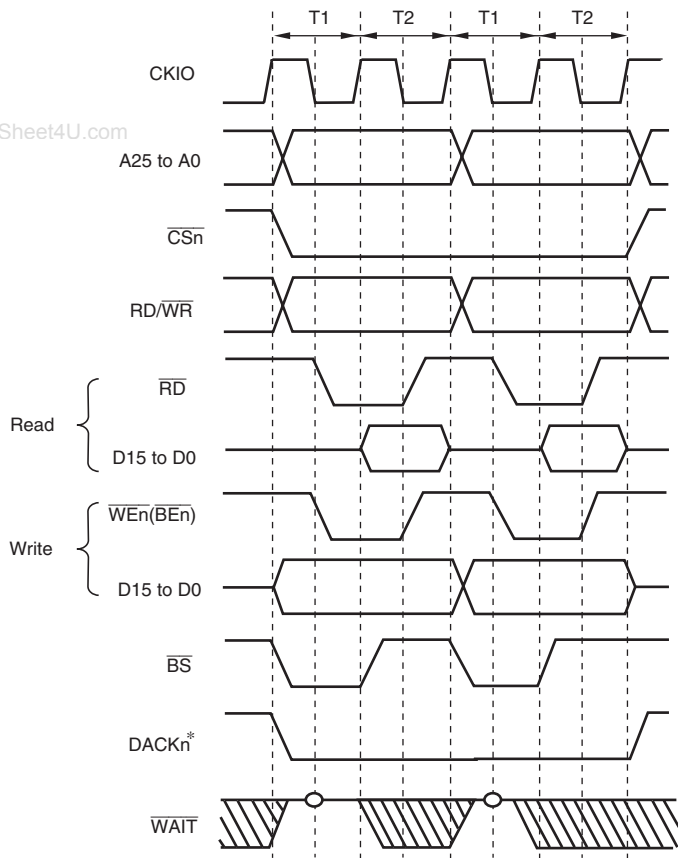 T1 T2 T1 T2
CKIO
Sheet4U.com
A25 to A0
CSn
RD/WR
RD
Read
D15 to D0
WEn(BEn)
Write
D15 to D0
BS
DACKn*
WAIT